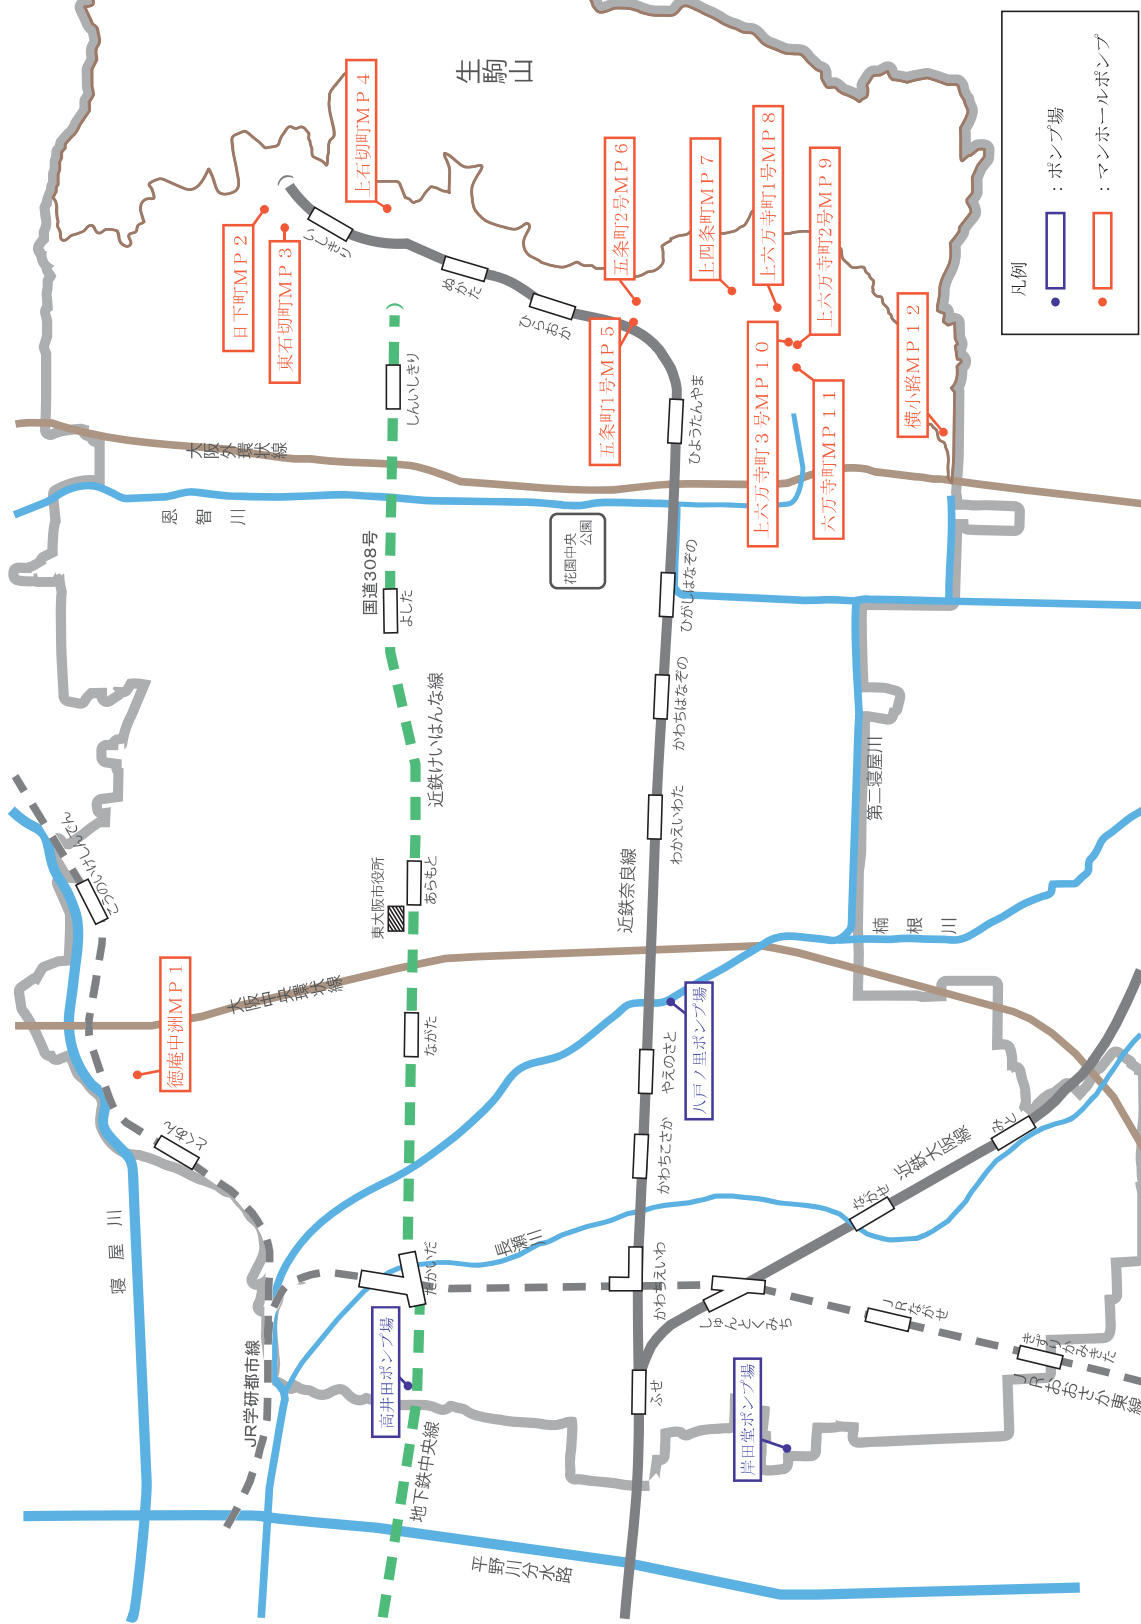 凡例
：ポンプ場
：マンホールポンプ
生駒山
上石切町ＭＰ４
日下町ＭＰ２
東石切町ＭＰ３
五条町2号ＭＰ６
五条町1号ＭＰ５
上四条町ＭＰ７
上六万寺町1号ＭＰ８
上六万寺町2号ＭＰ９
上六万寺町３号ＭＰ１０
六万寺町ＭＰ１１
横小路ＭＰ１２
いしきり
ぬかた
ひらおか
ひょうたんやま
しんいしきり
大阪外環状線
恩智川
国道308号
花園中央
公園
よした
ひがしはなぞの
かわちはなぞの
近鉄けいはんな線
わかえいわた
近鉄奈良線
第二寝屋川
楠根川
東大阪市役所
あらもと
こうのいけしんでん
大阪中央環状線
徳庵中洲ＭＰ１
ながた
八戸ノ里ポンプ場
やえのさと
かわちこさか
とくあん
寝屋川
長瀬川
近鉄大阪線
みと
ながせ
たかいだ
かわちえいわ
しゅんとくみち
JRながせ
きずりかみきた
JRおおさか東線
高井田ポンプ場
岸田堂ポンプ場
ふせ
JR学研都市線
地下鉄中央線
平野川分水路